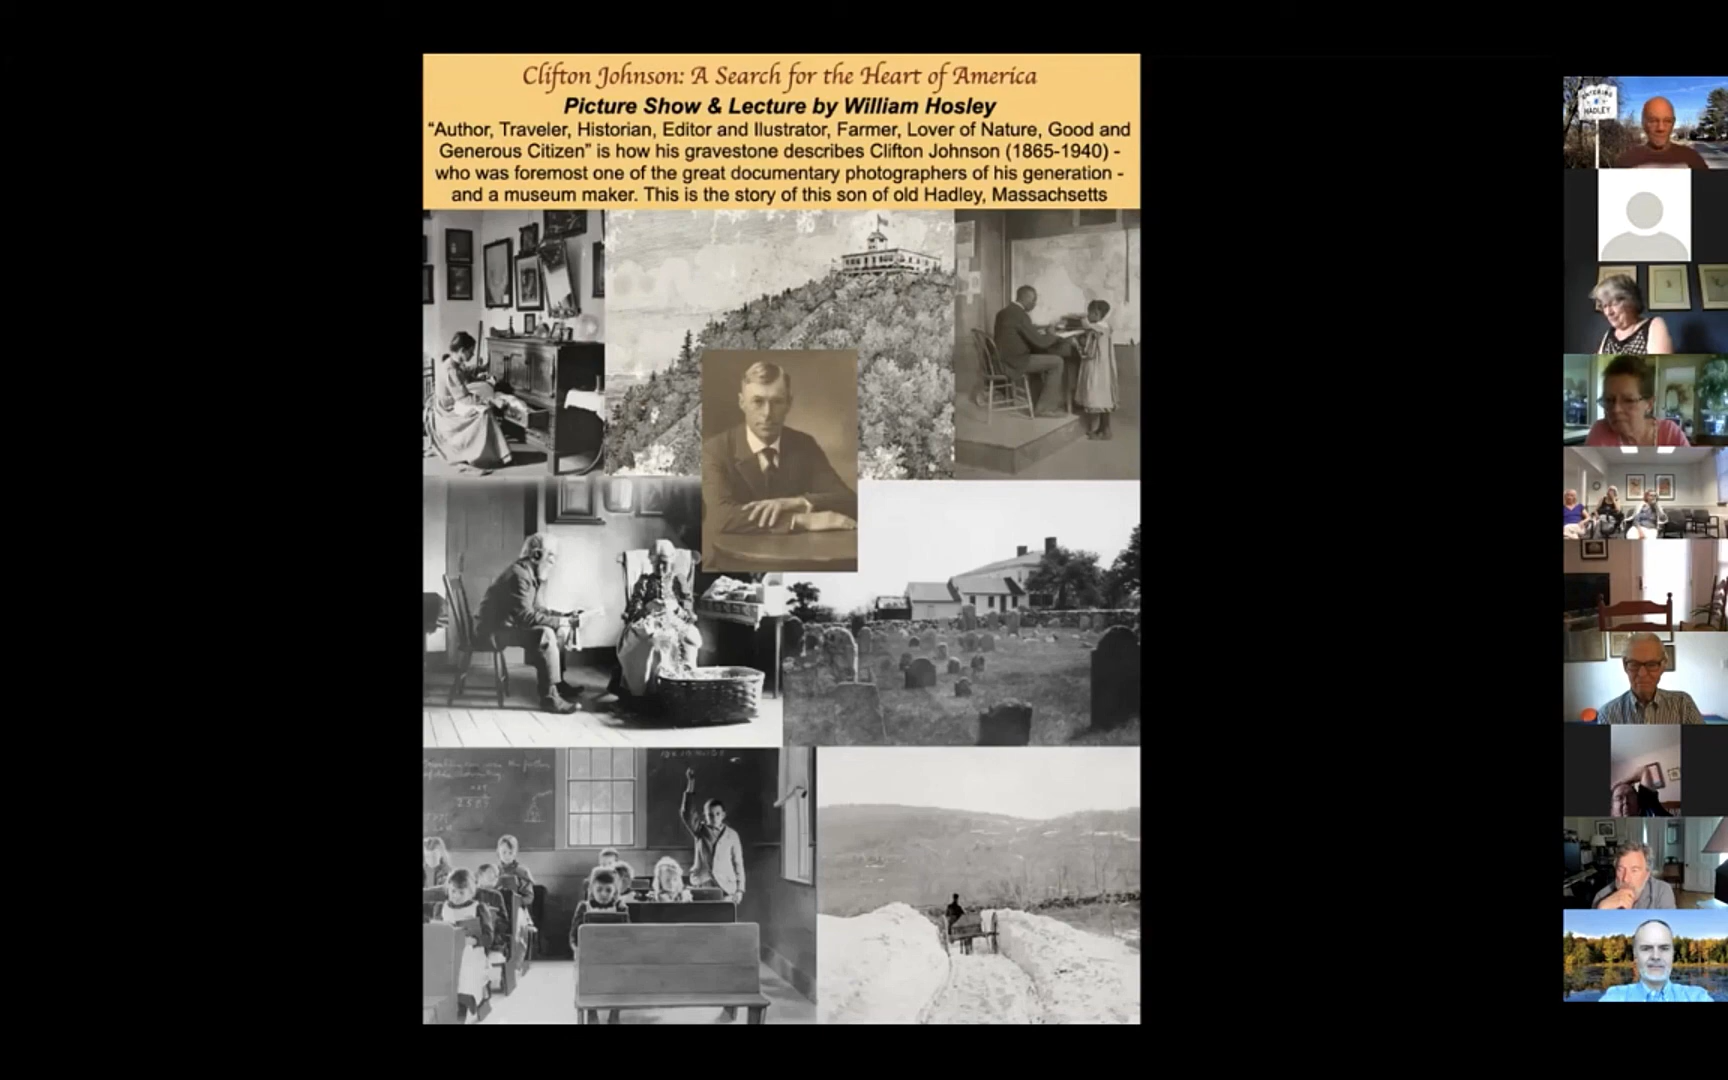 Clifton Johnson: A Search for the Heart of America
Picture Show & Lecture by William Hosley
"Author, Traveler, Historian, Editor and Ilustrator, Farmer, Lover of Nature, Good and
Generous Citizen" is how his gravestone describes Clifton Johnson (1865-1940) -
who was foremost one of the great documentary photographers of his generation -
and a museum maker. This is the story of this son of old Hadley, Massachsetts
ENTERING
HADLEY